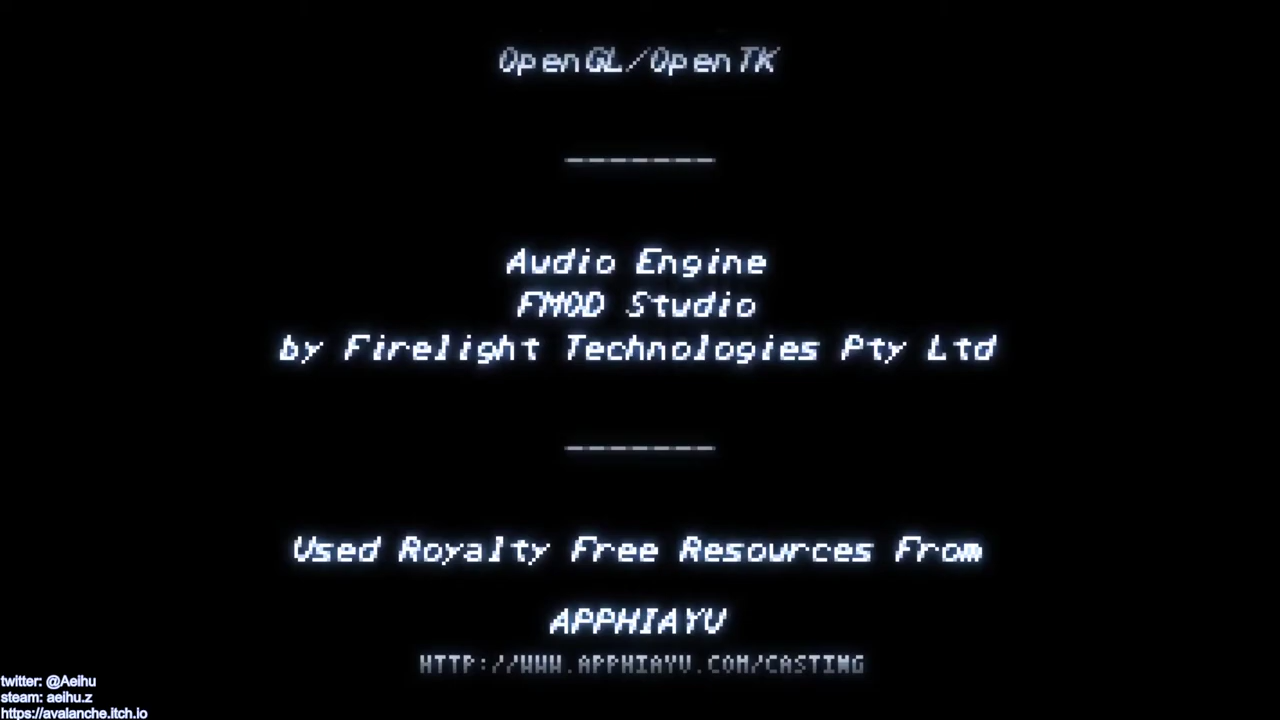 OpenGL/OpenTK
-------
Audio Engine
FMOD Studio
by Firelight Technologies Pty Ltd
-------
Used Royalty Free Resources From
APPHIAYU
HTTP://WWW.APPHIAYU.COM/CASTING
twitter: @Aeihu
steam: aeihu.z
https://avalanche.itch.io